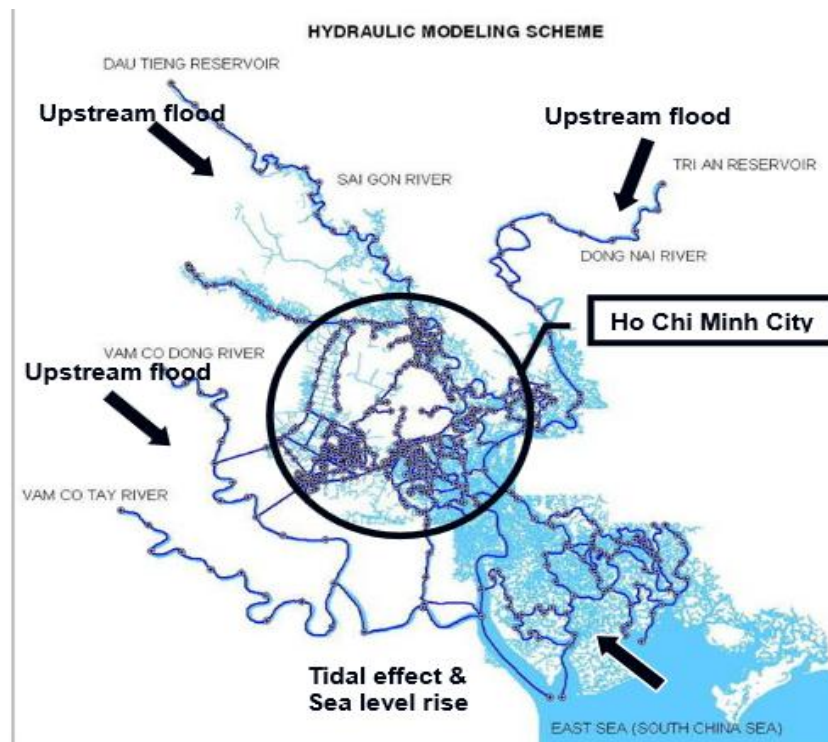 HYDRAULIC MODELING SCHEME
DAU TIENG RESERVOIR
Upstream flood
Upstream flood
TRI AN RESERVOIR
SAI GON RIVER
DONG NAI RIVER
Ho Chi Minh City
VAM CO DONG RIVER
Upstream flood
VAM CO TAY RIVER
Tidal effect &
Sea level rise
EAST SEA (SOUTH CHINA SEA)